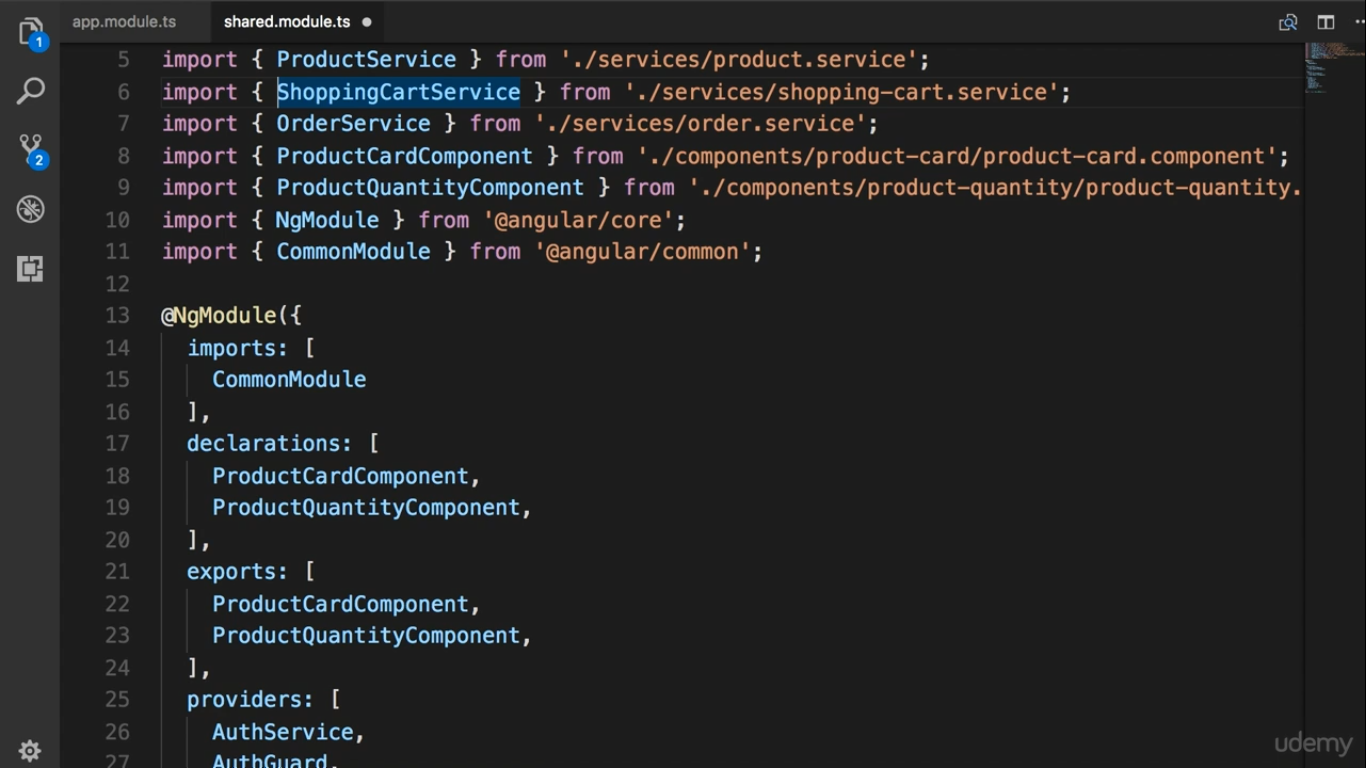 app.module.ts shared.module.ts
1
2
5 import { ProductService } from './services/product.service';
6 import { ShoppingCartService } from './services/shopping-cart.service';
7 import { OrderService } from './services/order.service';
8 import { ProductCardComponent } from './components/product-card/product-card.component';
9 import { ProductQuantityComponent } from './components/product-quantity/product-quantity.
10 import { NgModule } from '@angular/core';
11 import { CommonModule } from '@angular/common';
12
13 @NgModule({
14 imports: [
15 CommonModule
16 ],
17 declarations: [
18 ProductCardComponent,
19 ProductQuantityComponent,
20 ],
21 exports: [
22 ProductCardComponent,
23 ProductQuantityComponent,
24 ],
25 providers: [
26 AuthService,
27 AuthGuard,
udemy